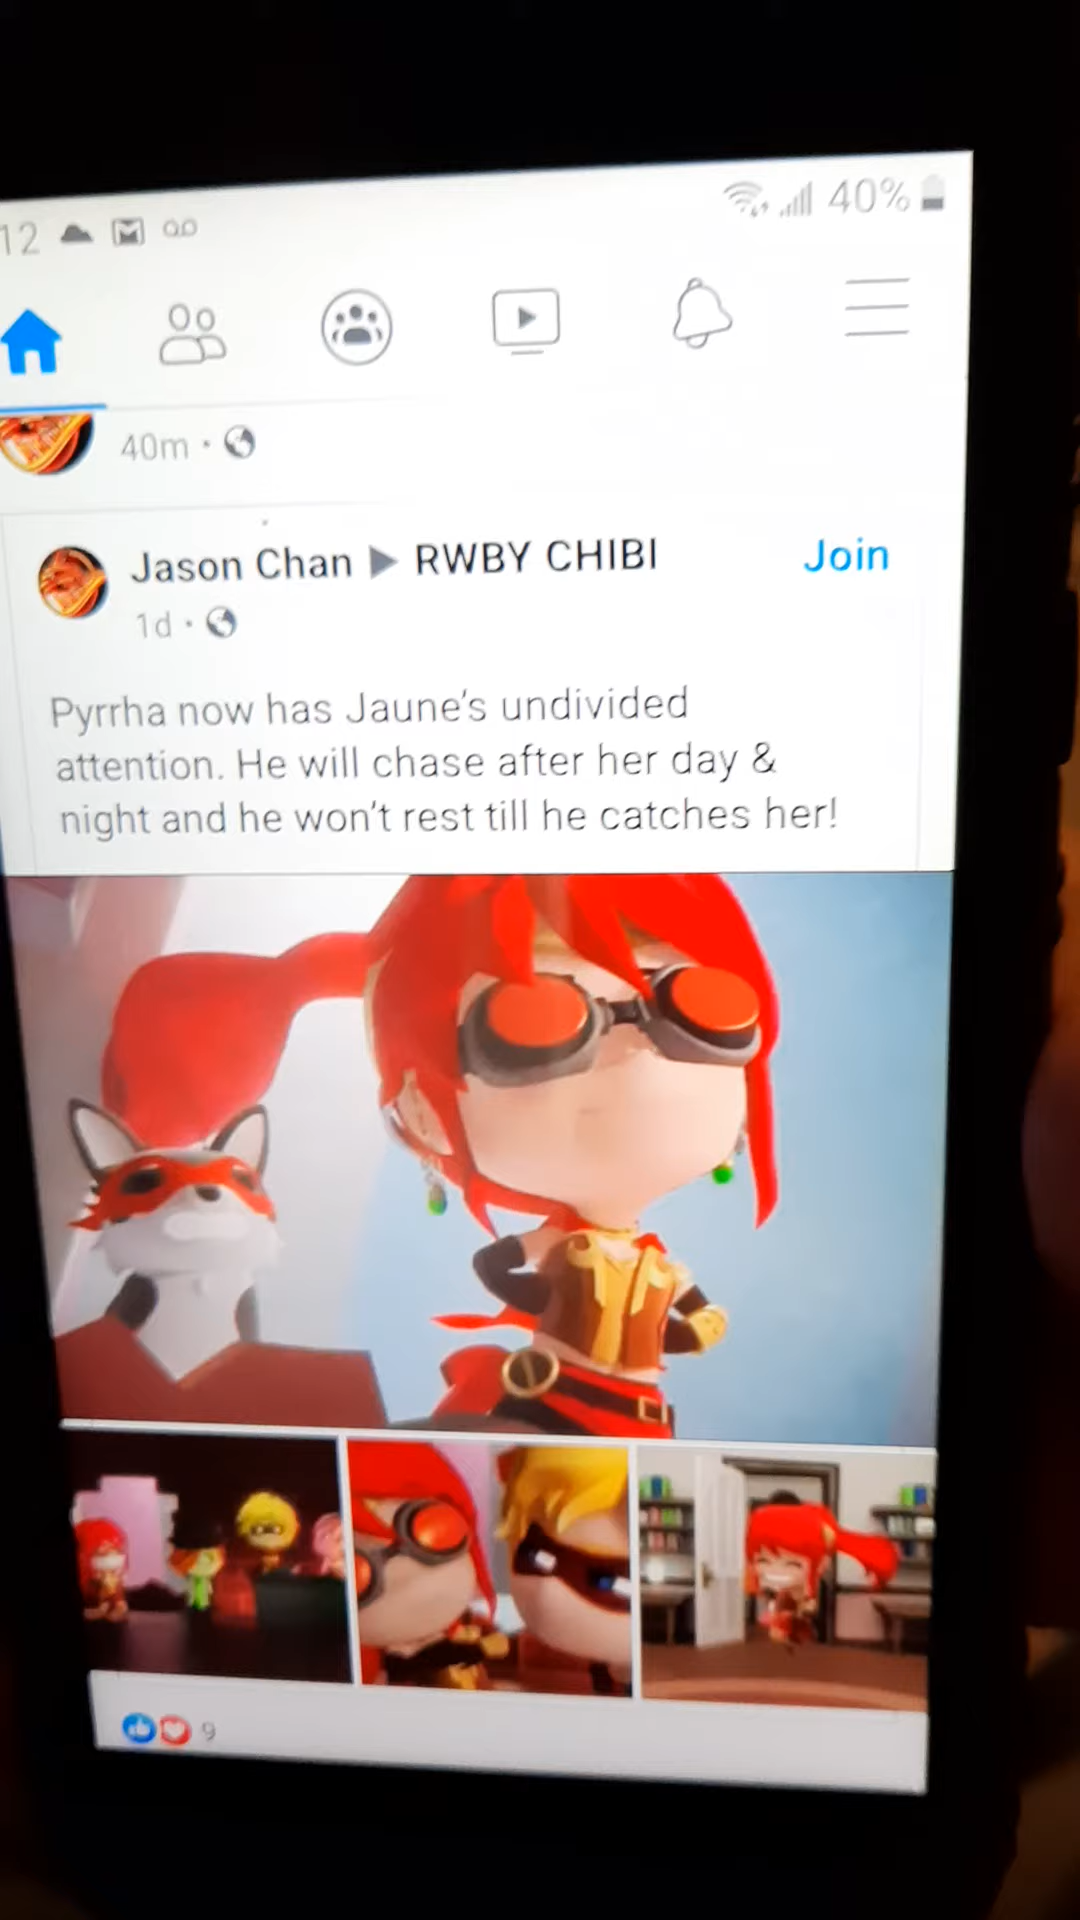 12 40%
40m ·
Jason Chan ▶ RWBY CHIBI Join
1d ·
Pyrrha now has Jaune's undivided
attention. He will chase after her day &
night and he won't rest till he catches her!
9